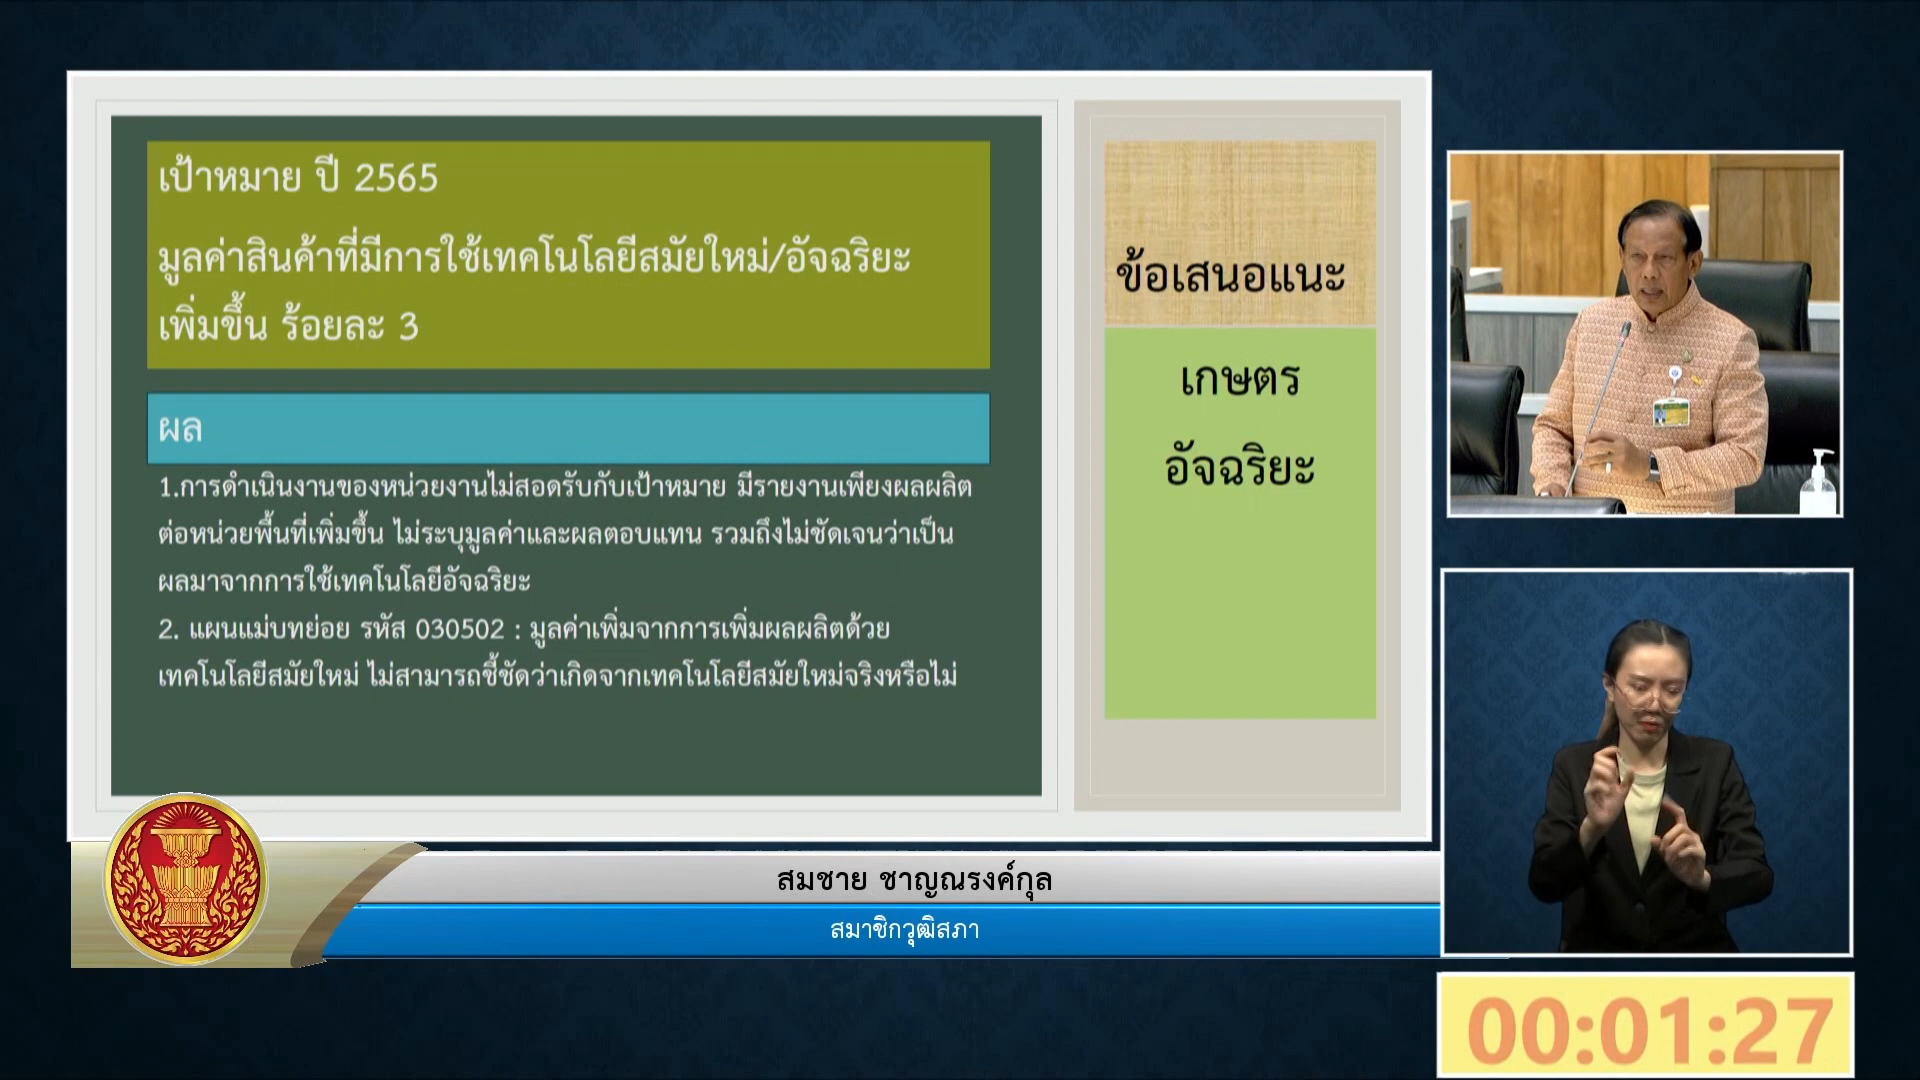 เป้าหมาย ปี 2565
มูลค่าสินค้าที่มีการใช้เทคโนโลยีสมัยใหม่/อัจฉริยะ
เพิ่มขึ้น ร้อยละ 3
ผล
1.การดำเนินงานของหน่วยงานไม่สอดรับกับเป้าหมาย มีรายงานเพียงผลผลิต
ต่อหน่วยพื้นที่เพิ่มขึ้น ไม่ระบุมูลค่าและผลตอบแทน รวมถึงไม่ชัดเจนว่าเป็น
ผลมาจากการใช้เทคโนโลยีอัจฉริยะ
2. แผนแม่บทย่อย รหัส 030502 : มูลค่าเพิ่มจากการเพิ่มผลผลิตด้วย
เทคโนโลยีสมัยใหม่ ไม่สามารถชี้ชัดว่าเกิดจากเทคโนโลยีสมัยใหม่จริงหรือไม่
ข้อเสนอแนะ
เกษตร
อัจฉริยะ
สมชาย ชาญณรงค์กุล
สมาชิกวุฒิสภา
00:01:27